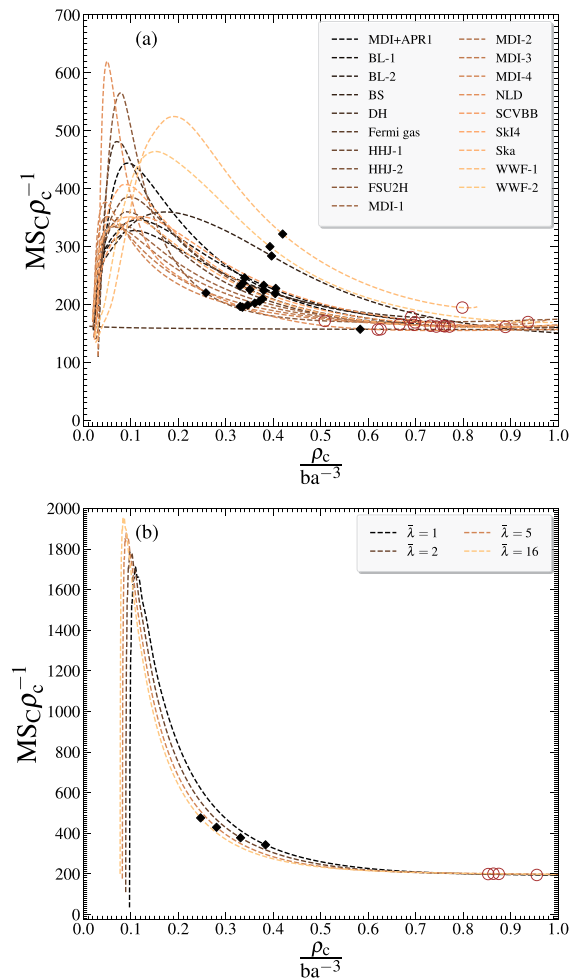 700
600
500
400
300
200
100
0
(a)
MDI+APR1
BL-1
BL-2
BS
DH
Fermi gas
HHJ-1
HHJ-2
FSU2H
MDI-1
MDI-2
MDI-3
MDI-4
NLD
SCVBB
SkI4
Ska
WWF-1
WWF-2
MS_C ρ_c^{-1}
0.0 0.1 0.2 0.3 0.4 0.5 0.6 0.7 0.8 0.9 1.0
ρ_c
ba^{-3}
2000
1800
1600
1400
1200
1000
800
600
400
200
0
(b)
λ̄ = 1
λ̄ = 2
λ̄ = 5
λ̄ = 16
MS_C ρ_c^{-1}
0.0 0.1 0.2 0.3 0.4 0.5 0.6 0.7 0.8 0.9 1.0
ρ_c
ba^{-3}